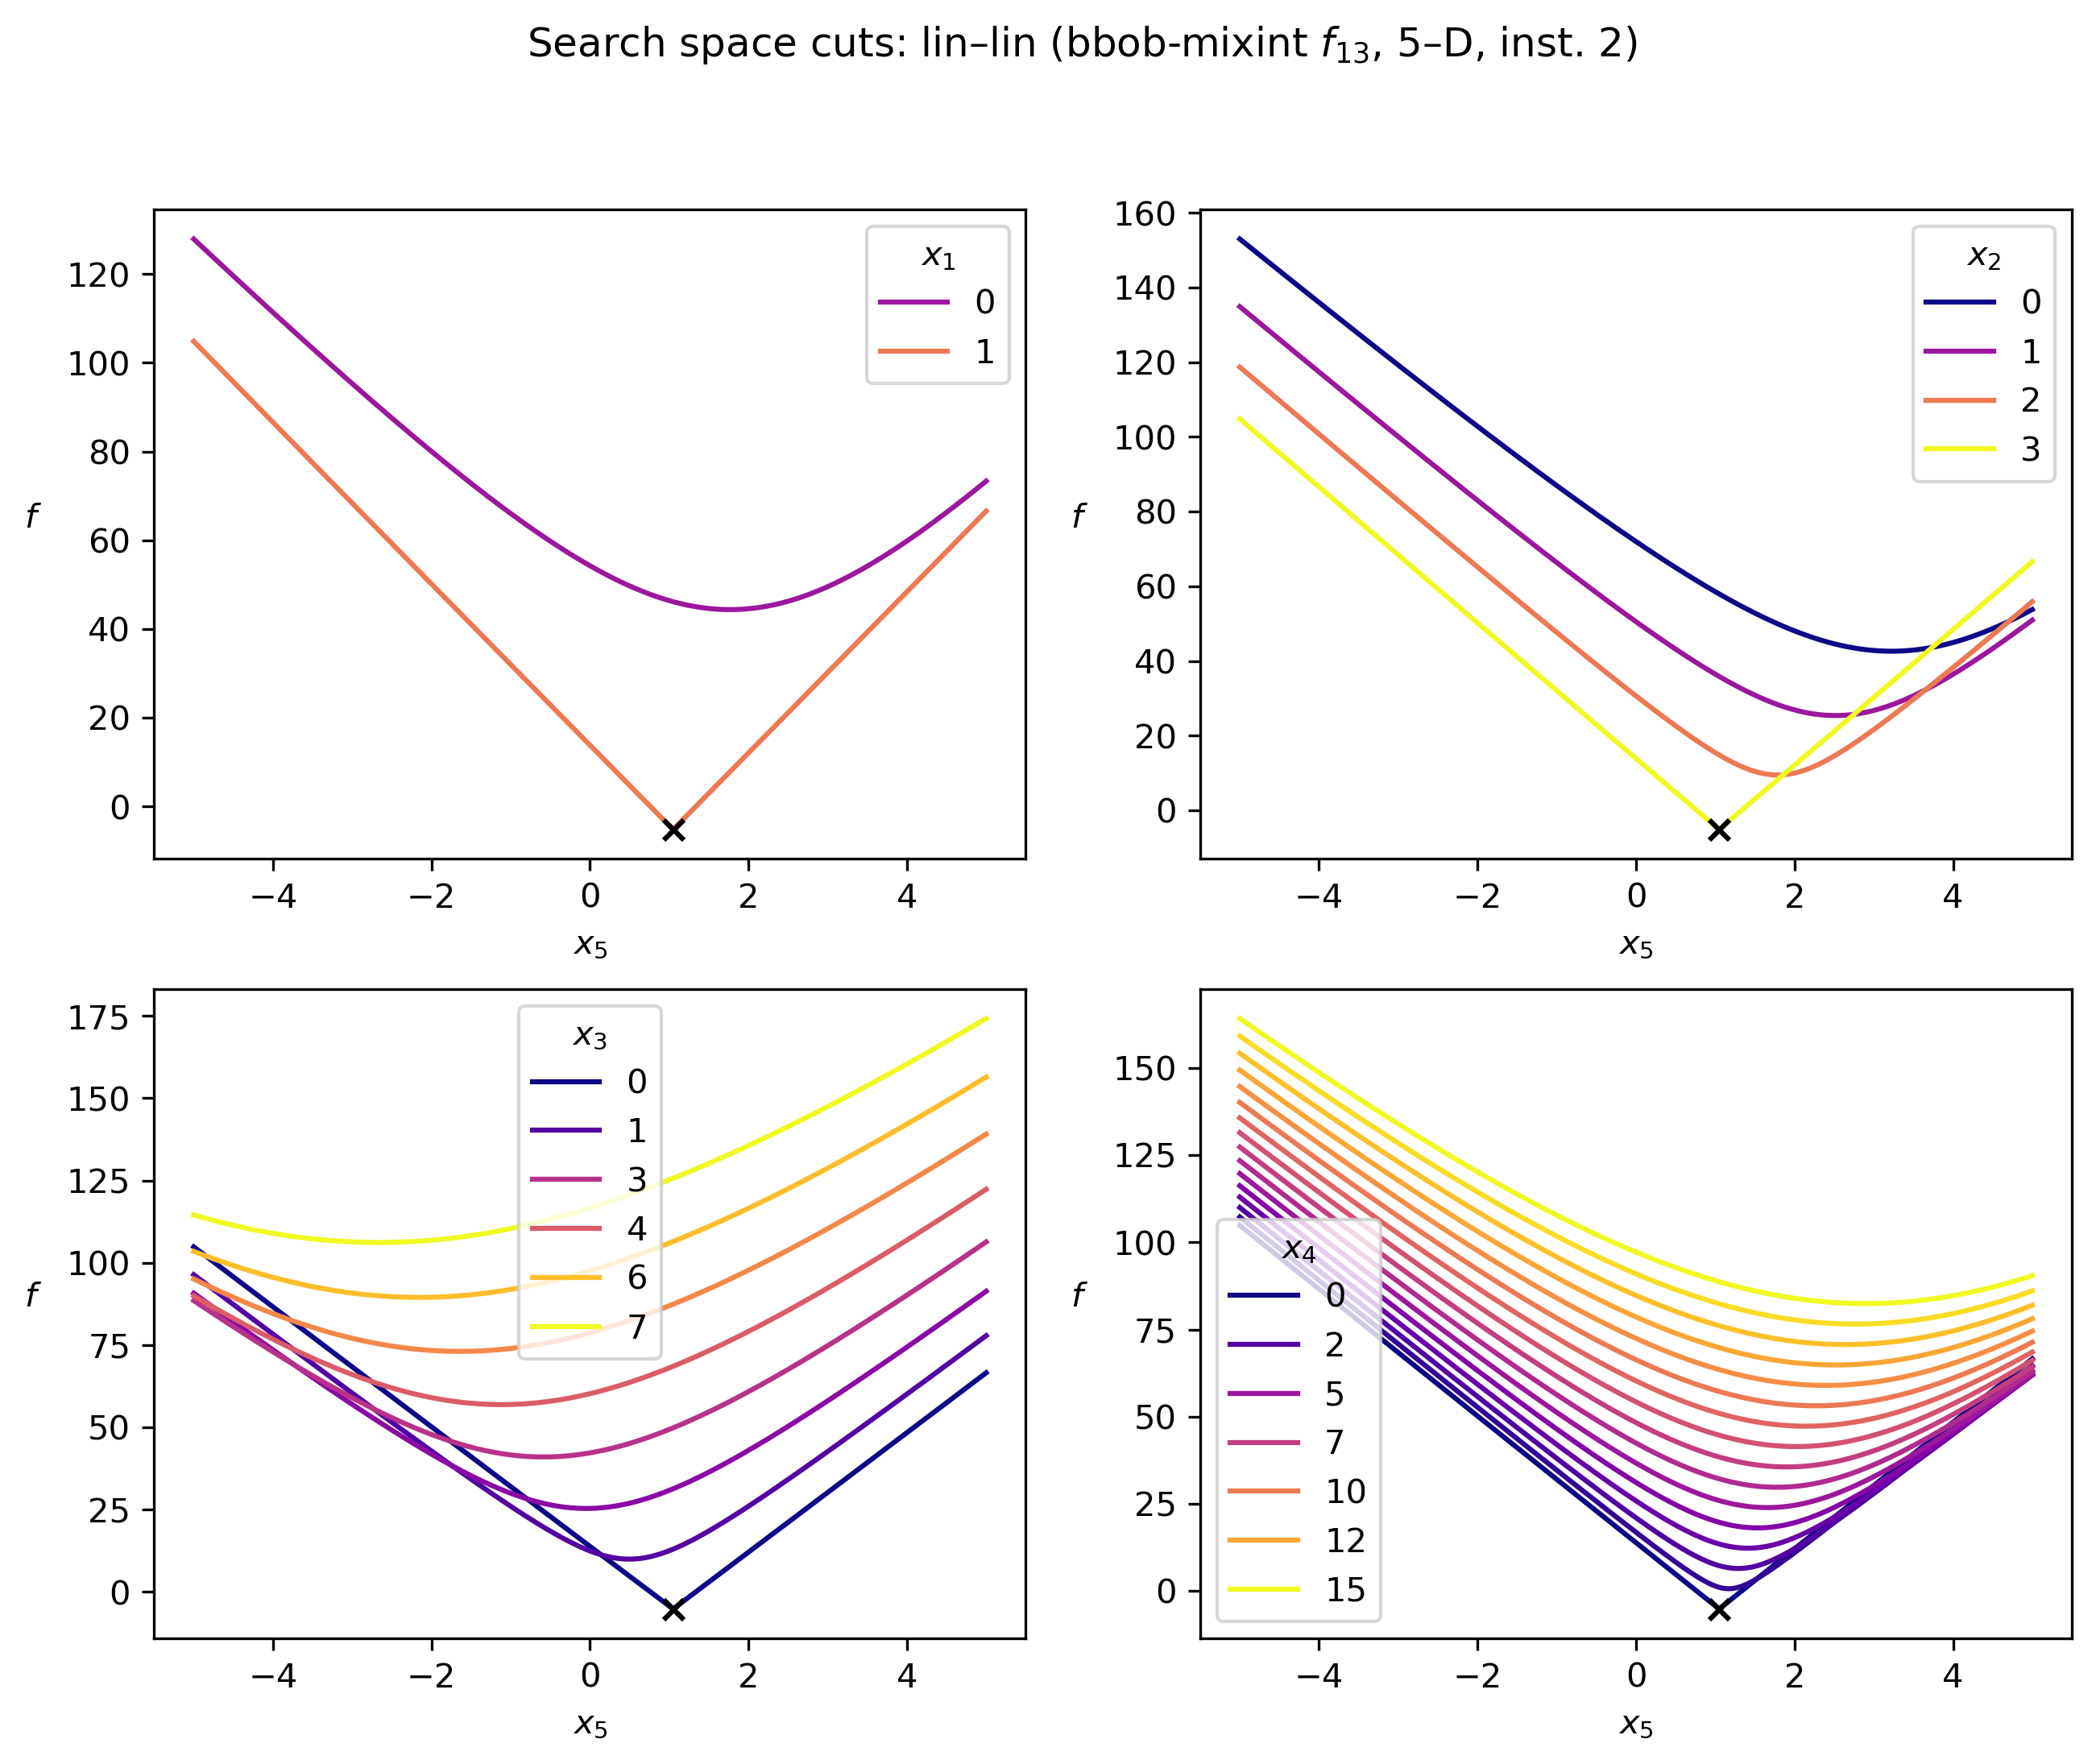 Search space cuts: lin–lin (bbob-mixint f₁₃, 5–D, inst. 2)
120
100
80
60
40
20
0
f
−4 −2 0 2 4
x₅
x₁
0
1
160
140
120
100
80
60
40
20
0
f
−4 −2 0 2 4
x₅
x₂
0
1
2
3
175
150
125
100
75
50
25
0
f
−4 −2 0 2 4
x₅
x₃
0
1
3
4
6
7
150
125
100
75
50
25
0
f
−4 −2 0 2 4
x₅
x₄
0
2
5
7
10
12
15